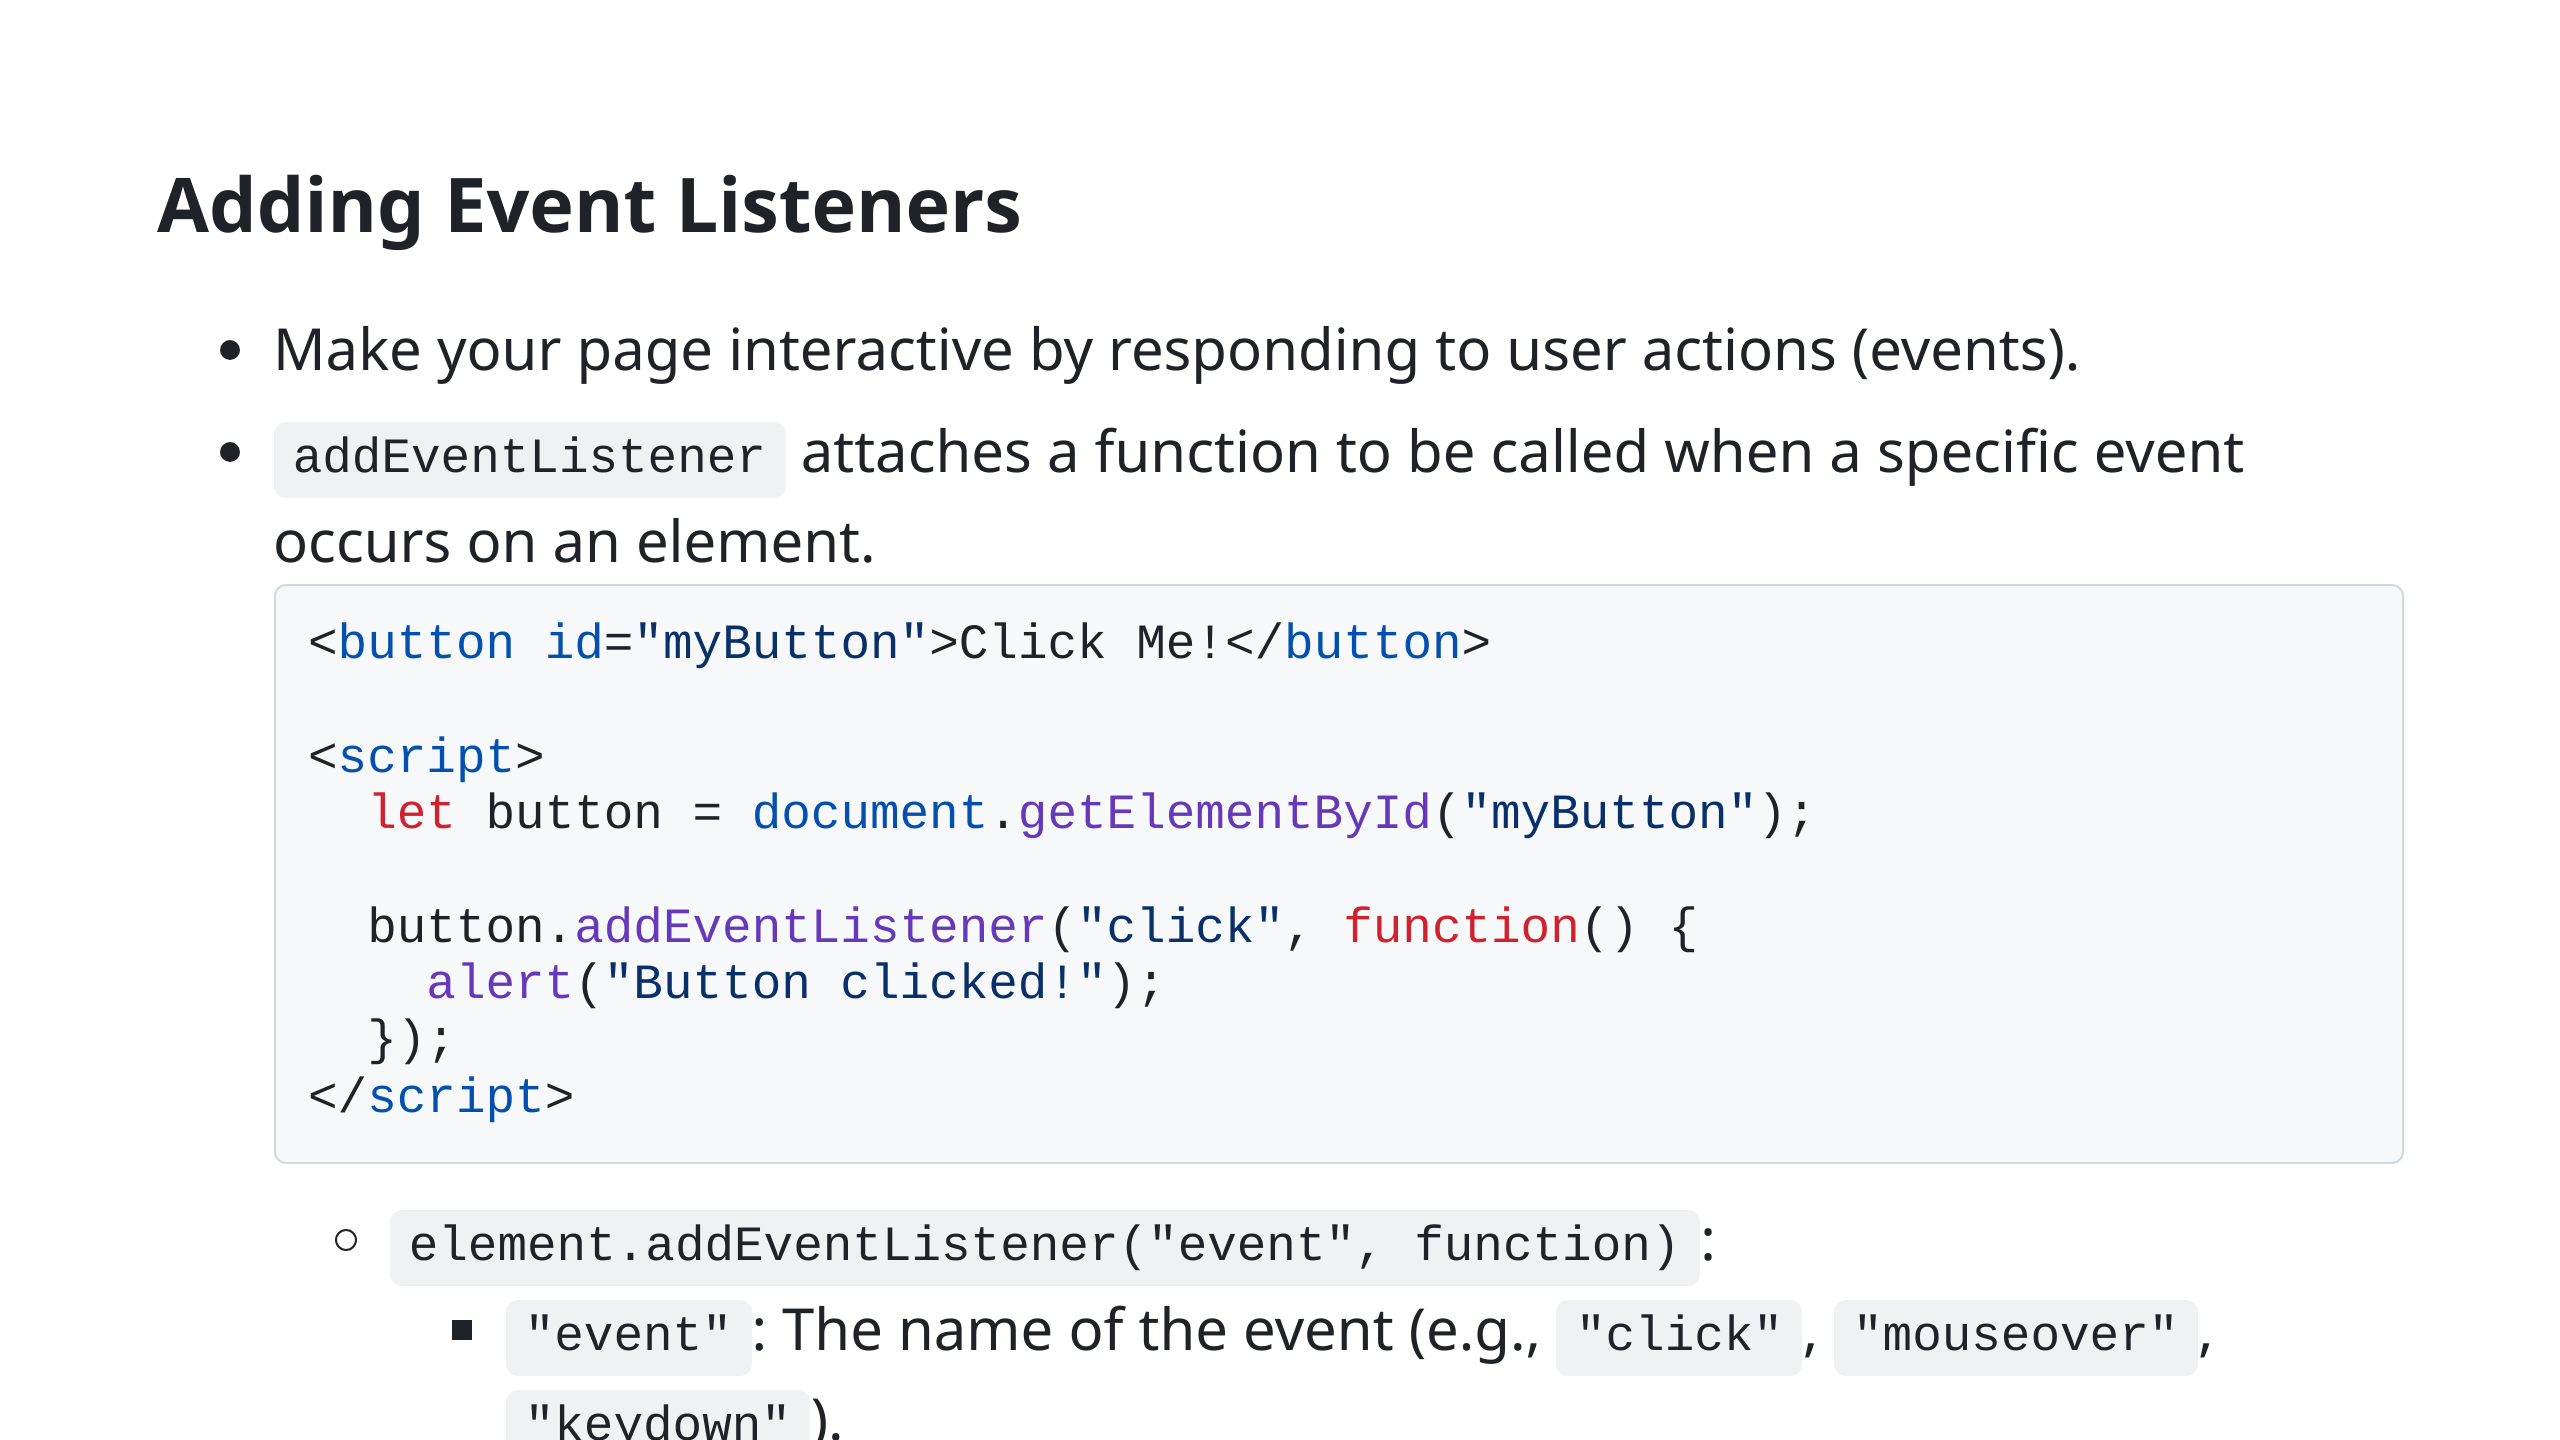 Adding Event Listeners
Make your page interactive by responding to user actions (events).
addEventListener attaches a function to be called when a specific event
occurs on an element.
<button id="myButton">Click Me!</button>
<script>
let button = document.getElementById("myButton");
button.addEventListener("click", function() {
alert("Button clicked!");
});
</script>
element.addEventListener("event", function):
"event": The name of the event (e.g., "click", "mouseover",
"keydown").